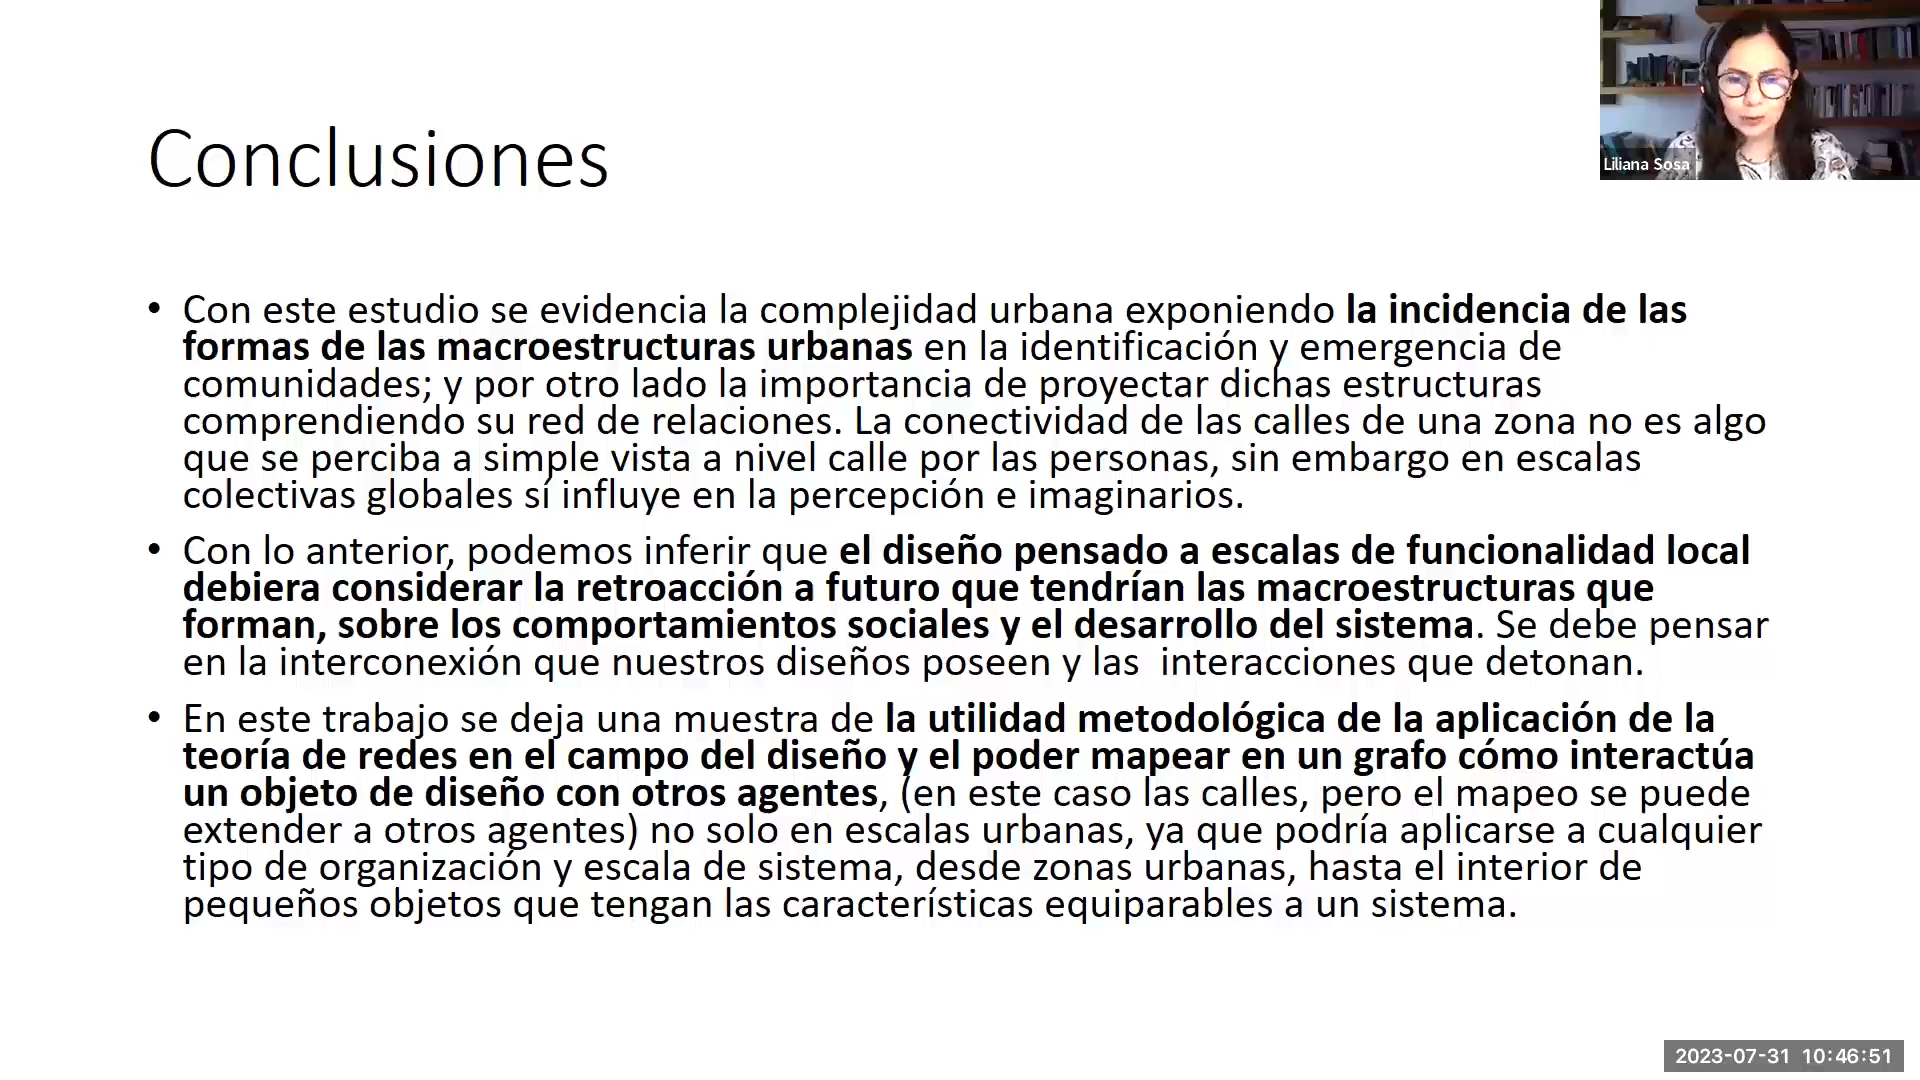 Liliana Sosa
Conclusiones
• Con este estudio se evidencia la complejidad urbana exponiendo la incidencia de las
formas de las macroestructuras urbanas en la identificación y emergencia de
comunidades; y por otro lado la importancia de proyectar dichas estructuras
comprendiendo su red de relaciones. La conectividad de las calles de una zona no es algo
que se perciba a simple vista a nivel calle por las personas, sin embargo en escalas
colectivas globales sí influye en la percepción e imaginarios.
• Con lo anterior, podemos inferir que el diseño pensado a escalas de funcionalidad local
debiera considerar la retroacción a futuro que tendrían las macroestructuras que
forman, sobre los comportamientos sociales y el desarrollo del sistema. Se debe pensar
en la interconexión que nuestros diseños poseen y las  interacciones que detonan.
• En este trabajo se deja una muestra de la utilidad metodológica de la aplicación de la
teoría de redes en el campo del diseño y el poder mapear en un grafo cómo interactúa
un objeto de diseño con otros agentes, (en este caso las calles, pero el mapeo se puede
extender a otros agentes) no solo en escalas urbanas, ya que podría aplicarse a cualquier
tipo de organización y escala de sistema, desde zonas urbanas, hasta el interior de
pequeños objetos que tengan las características equiparables a un sistema.
2023-07-31 10:46:51